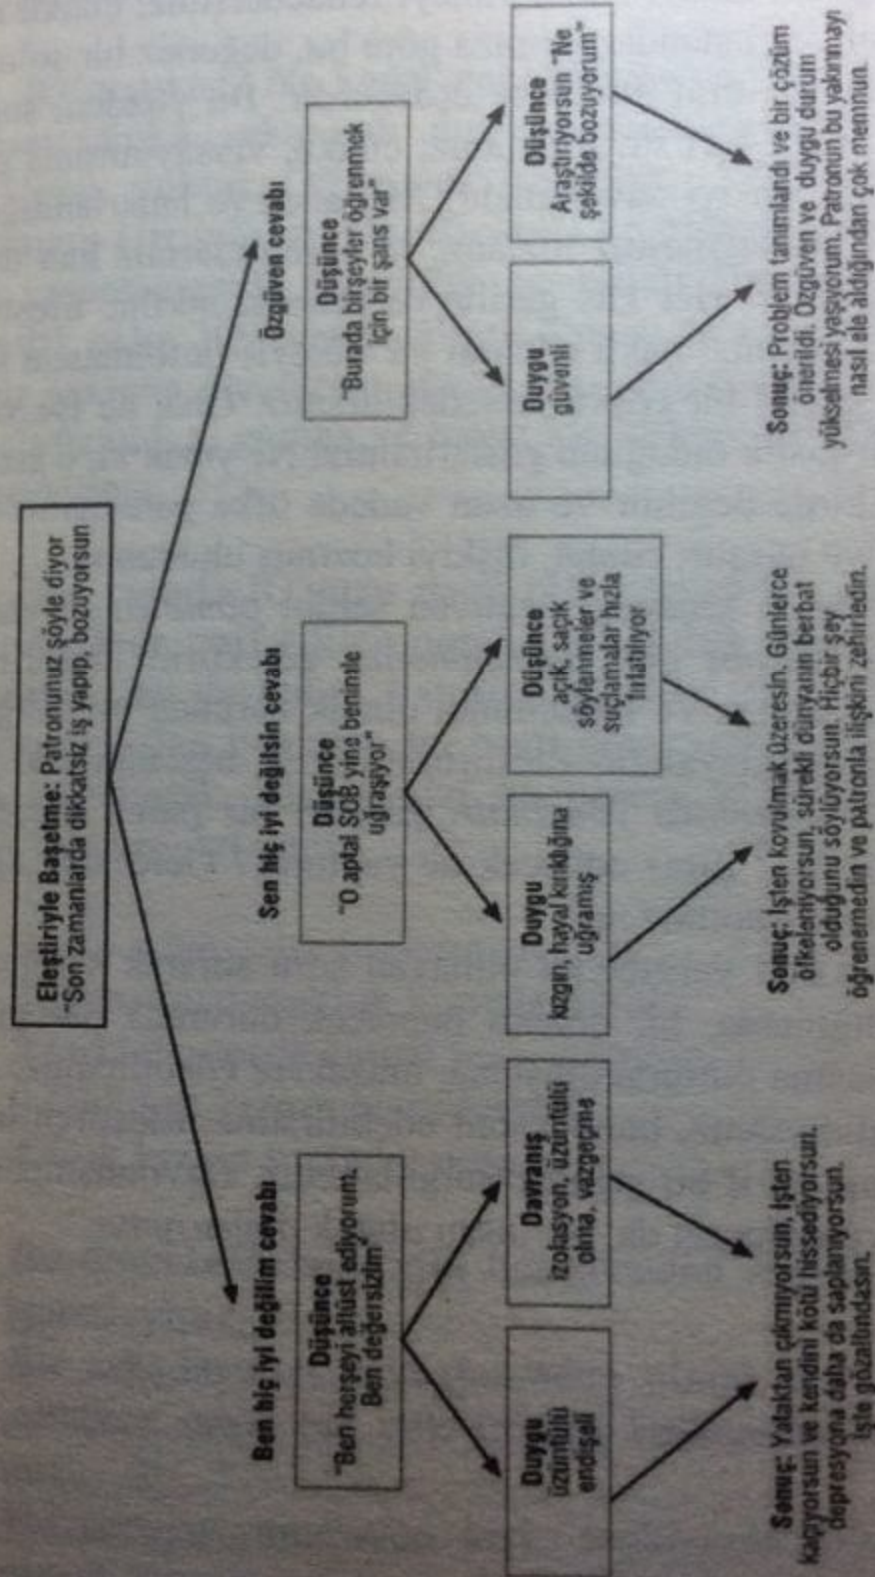 Eleştiriyle Başetme: Patronunuz şöyle diyor
"Son zamanlarda dikkatsiz iş yapıp, bozuyorsun
Ben hiç iyi değilim cevabı
Düşünce
"Ben herşeyi altüst ediyorum.
Ben değersizim"
Duygu
üzüntülü
endişeli
Davranış
izolasyon, üzüntülü
olma, vazgeçme
Sonuç: Yataktan çıkmıyorsun, işten
kaçıyorsun ve kendini kötü hissediyorsun.
depresyona daha da saplanıyorsun.
İşte gözaltındasın.
Sen hiç iyi değilsin cevabı
Düşünce
"O aptal SOB yine benimle
uğraşıyor"
Duygu
kızgın, hayal kırıklığına
uğramış
Düşünce
açık, saçık
söylenmeler ve
suçlamalar hızla
fırlatılıyor
Sonuç: İşten kovulmak üzeresin. Günlerce
öfkeleniyorsun, sürekli dünyanın berbat
olduğunu söylüyorsun. Hiçbir şey
öğrenemedin ve patronla ilişkini zehirledin.
Özgüven cevabı
Düşünce
"Burada birşeyler öğrenmek
için bir şans var"
Duygu
güvenli
Düşünce
Araştırıyorsun "Ne
şekilde bozuyorum"
Sonuç: Problem tanımlandı ve bir çözüm
önerildi. Özgüven ve duygu durum
yükselmesi yaşıyorum. Patronun bu yakınmayı
nasıl ele aldığından çok memnun.